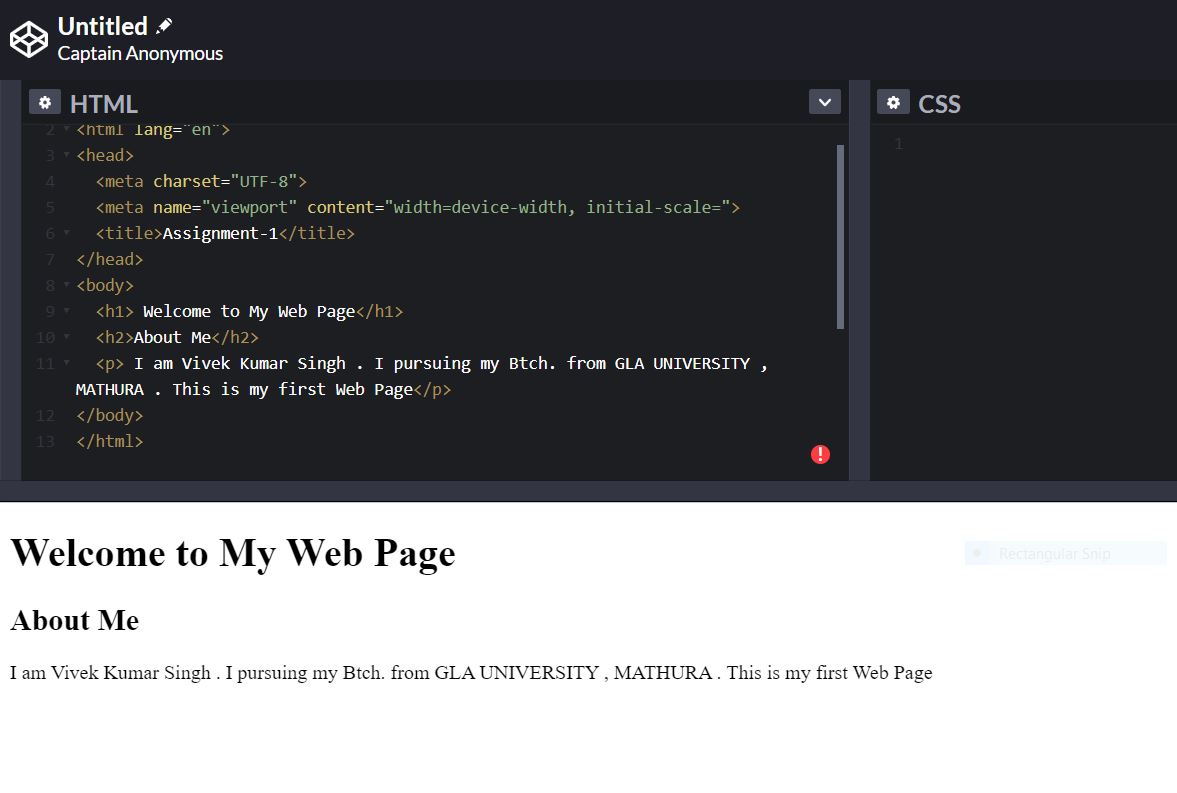 Untitled
Captain Anonymous
HTML
CSS
2 <html lang="en">
3 <head>
4 <meta charset="UTF-8">
5 <meta name="viewport" content="width=device-width, initial-scale=">
6 <title>Assignment-1</title>
7 </head>
8 <body>
9 <h1> Welcome to My Web Page</h1>
10 <h2>About Me</h2>
11 <p> I am Vivek Kumar Singh . I pursuing my Btch. from GLA UNIVERSITY ,
MATHURA . This is my first Web Page</p>
12 </body>
13 </html>
1
Welcome to My Web Page
Rectangular Snip
About Me
I am Vivek Kumar Singh . I pursuing my Btch. from GLA UNIVERSITY , MATHURA . This is my first Web Page